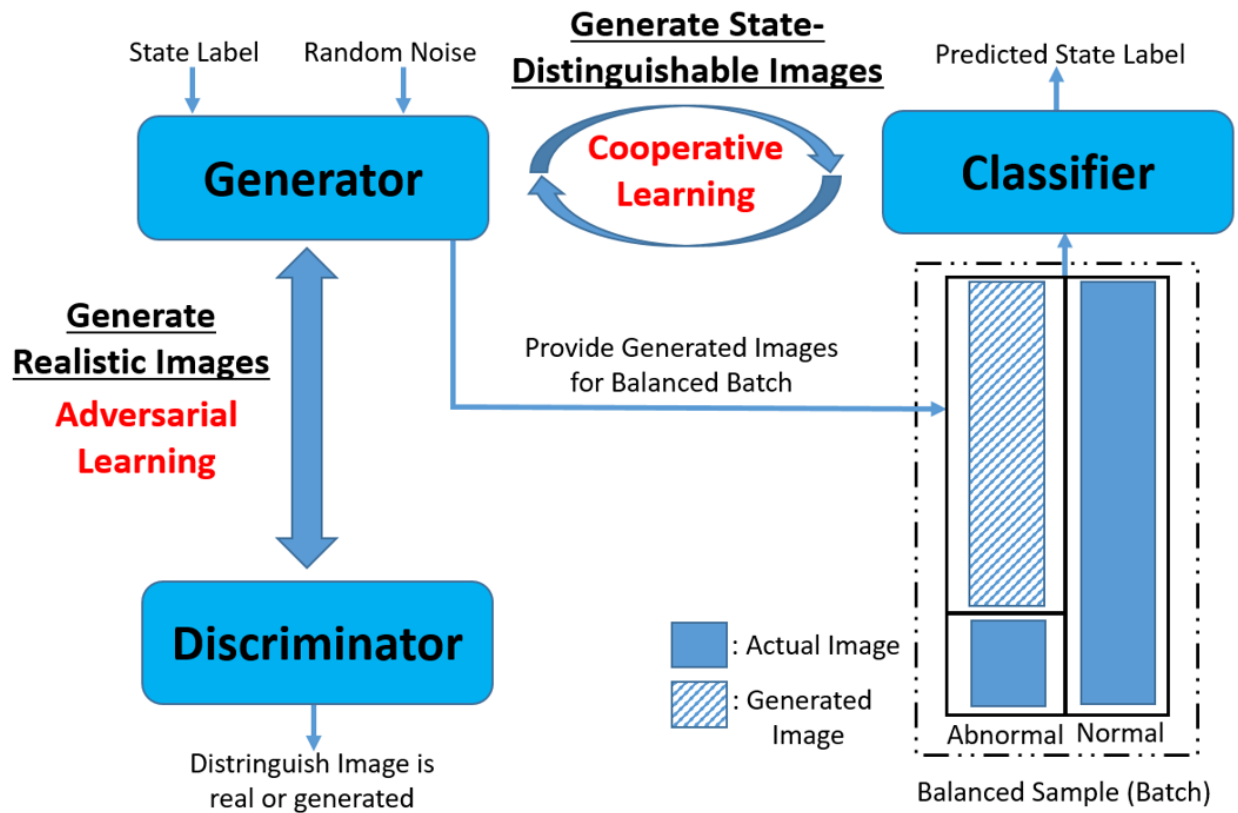 State Label
Random Noise
Generate State-
Distinguishable Images
Predicted State Label
Generator
Cooperative
Learning
Classifier
Generate
Realistic Images
Adversarial
Learning
Provide Generated Images
for Balanced Batch
Discriminator
Distringuish Image is
real or generated
: Actual Image
: Generated
Image
Abnormal
Normal
Balanced Sample (Batch)